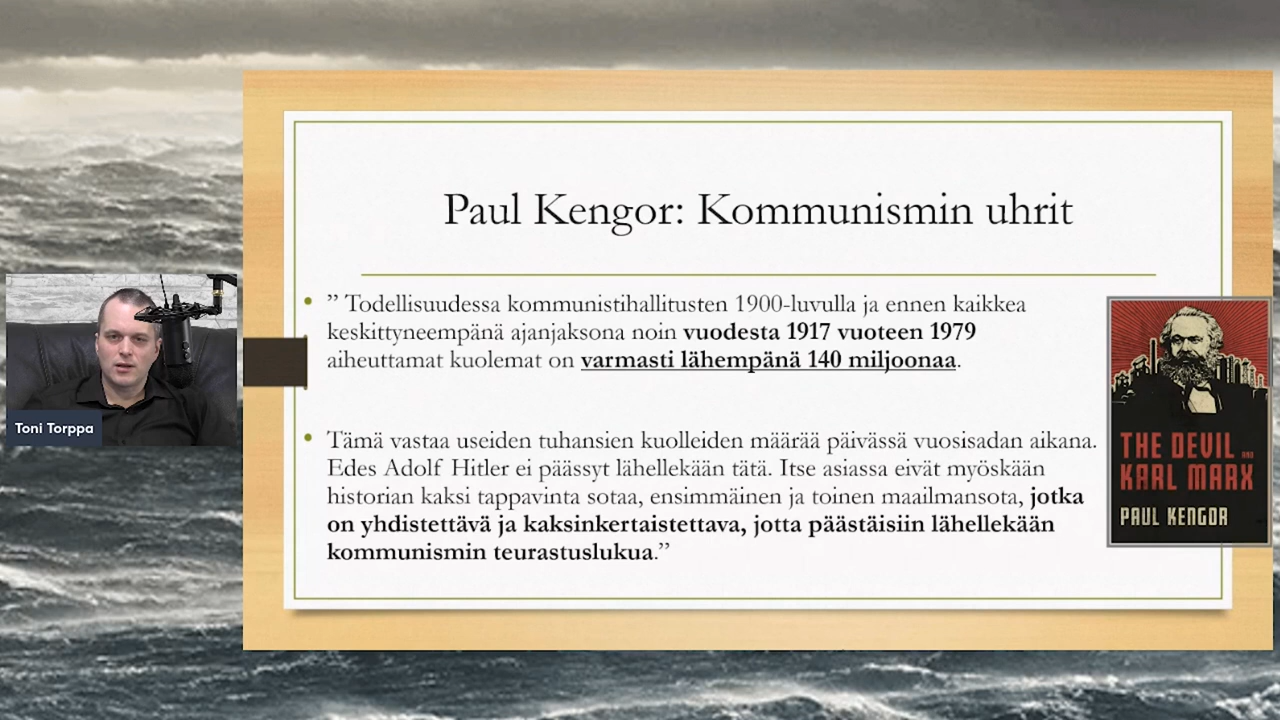 Paul Kengor: Kommunismin uhrit
” Todellisuudessa kommunistihallitusten 1900-luvulla ja ennen kaikkea
keskittyneempänä ajanjaksona noin vuodesta 1917 vuoteen 1979
aiheuttamat kuolemat on varmasti lähempänä 140 miljoonaa.
Tämä vastaa useiden tuhansien kuolleiden määrää päivässä vuosisadan aikana.
Edes Adolf Hitler ei päässyt lähellekään tätä. Itse asiassa eivät myöskään
historian kaksi tappavinta sotaa, ensimmäinen ja toinen maailmansota, jotka
on yhdistettävä ja kaksinkertaistettava, jotta päästäisiin lähellekään
kommunismin teurastuslukua.”
THE DEVIL AND
KARL MARX
PAUL KENGOR
Toni Torppa